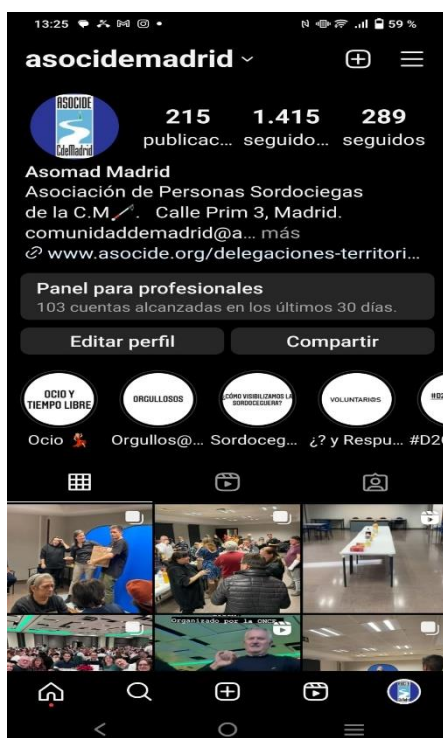 13:25
59 %
asocidemadrid
ASOCIDE
CdeMadrid
215 1.415 289
publicac... seguido... seguidos
Asomad Madrid
Asociación de Personas Sordociegas
de la C.M. Calle Prim 3, Madrid.
comunidaddemadrid@a... más
www.asocide.org/delegaciones-territori...
Panel para profesionales
103 cuentas alcanzadas en los últimos 30 días.
Editar perfil Compartir
OCIO Y
TIEMPO LIBRE
ORGULLOSOS
¿CÓMO VISIBILIZAMOS LA
SORDOCEGUERA?
VOLUNTARI@S
Ocio Orgullos@... Sordoceg... ¿? y Respu... #D2
Organizado por la ONCE